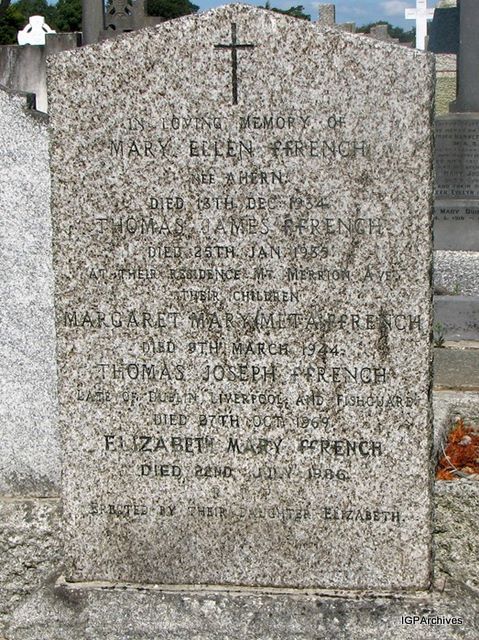 IN LOVING MEMORY OF
MARY ELLEN FFRENCH
NÉE AHERN.
DIED 13TH DEC. 1934.
THOMAS JAMES FFRENCH
DIED 25TH JAN. 1935.
AT THEIR RESIDENCE MT. MERRION AVE.
THEIR CHILDREN
MARGARET MARY (META) FFRENCH
DIED 9TH MARCH 1944.
THOMAS JOSEPH FFRENCH
LATE OF DUBLIN, LIVERPOOL AND FISHGUARD
DIED 27TH OCT. 1969.
ELIZABETH MARY FFRENCH
DIED 22ND JULY 1986.
ERECTED BY THEIR DAUGHTER ELIZABETH.
IGPArchives